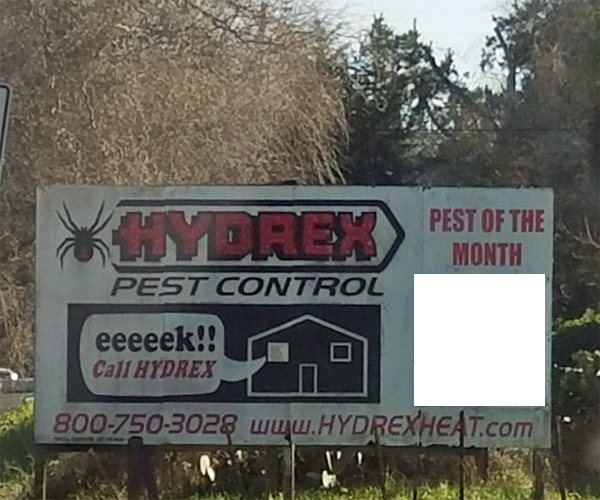 HYDREX
PEST CONTROL
eeeeek!!
Call HYDREX
PEST OF THE
MONTH
800-750-3028 www.HYDREXHEAT.com